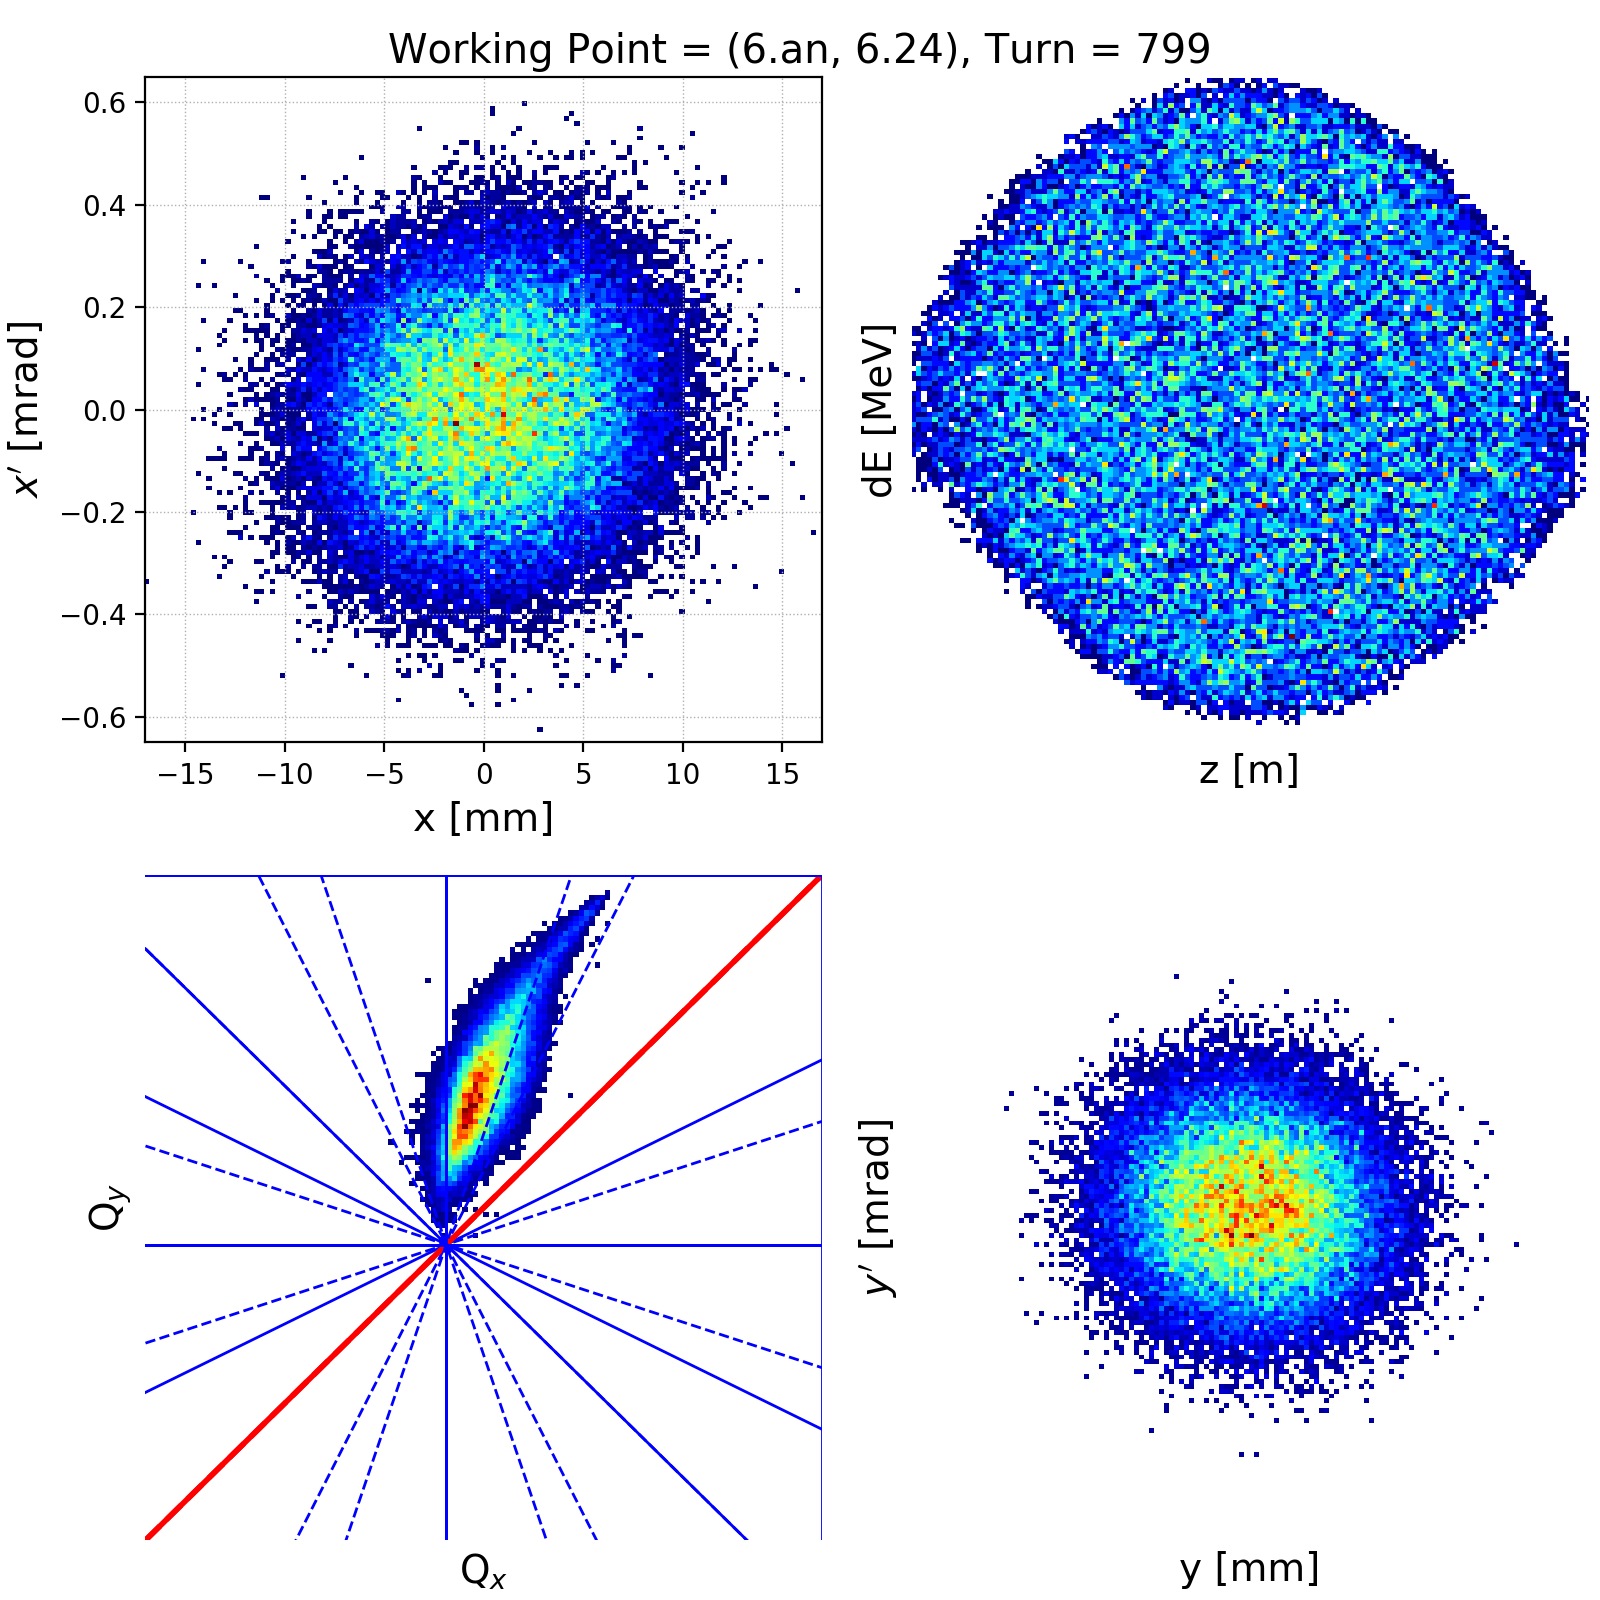 Working Point = (6.an, 6.24), Turn = 799
0.6
0.4
0.2
0.0
−0.2
−0.4
−0.6
x′ [mrad]
−15 −10 −5 0 5 10 15
x [mm]
dE [MeV]
z [m]
Qy
Qx
y′ [mrad]
y [mm]